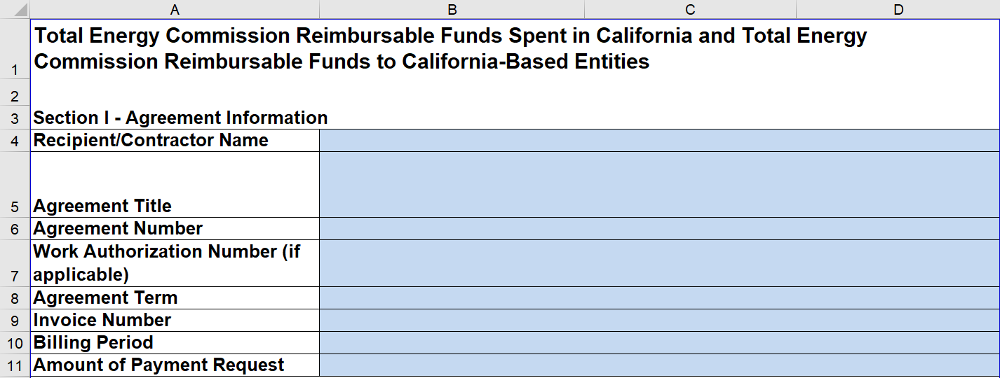 A B C D
1 Total Energy Commission Reimbursable Funds Spent in California and Total Energy
Commission Reimbursable Funds to California-Based Entities
2
3 Section I - Agreement Information
4 Recipient/Contractor Name
5 Agreement Title
6 Agreement Number
7 Work Authorization Number (if
applicable)
8 Agreement Term
9 Invoice Number
10 Billing Period
11 Amount of Payment Request